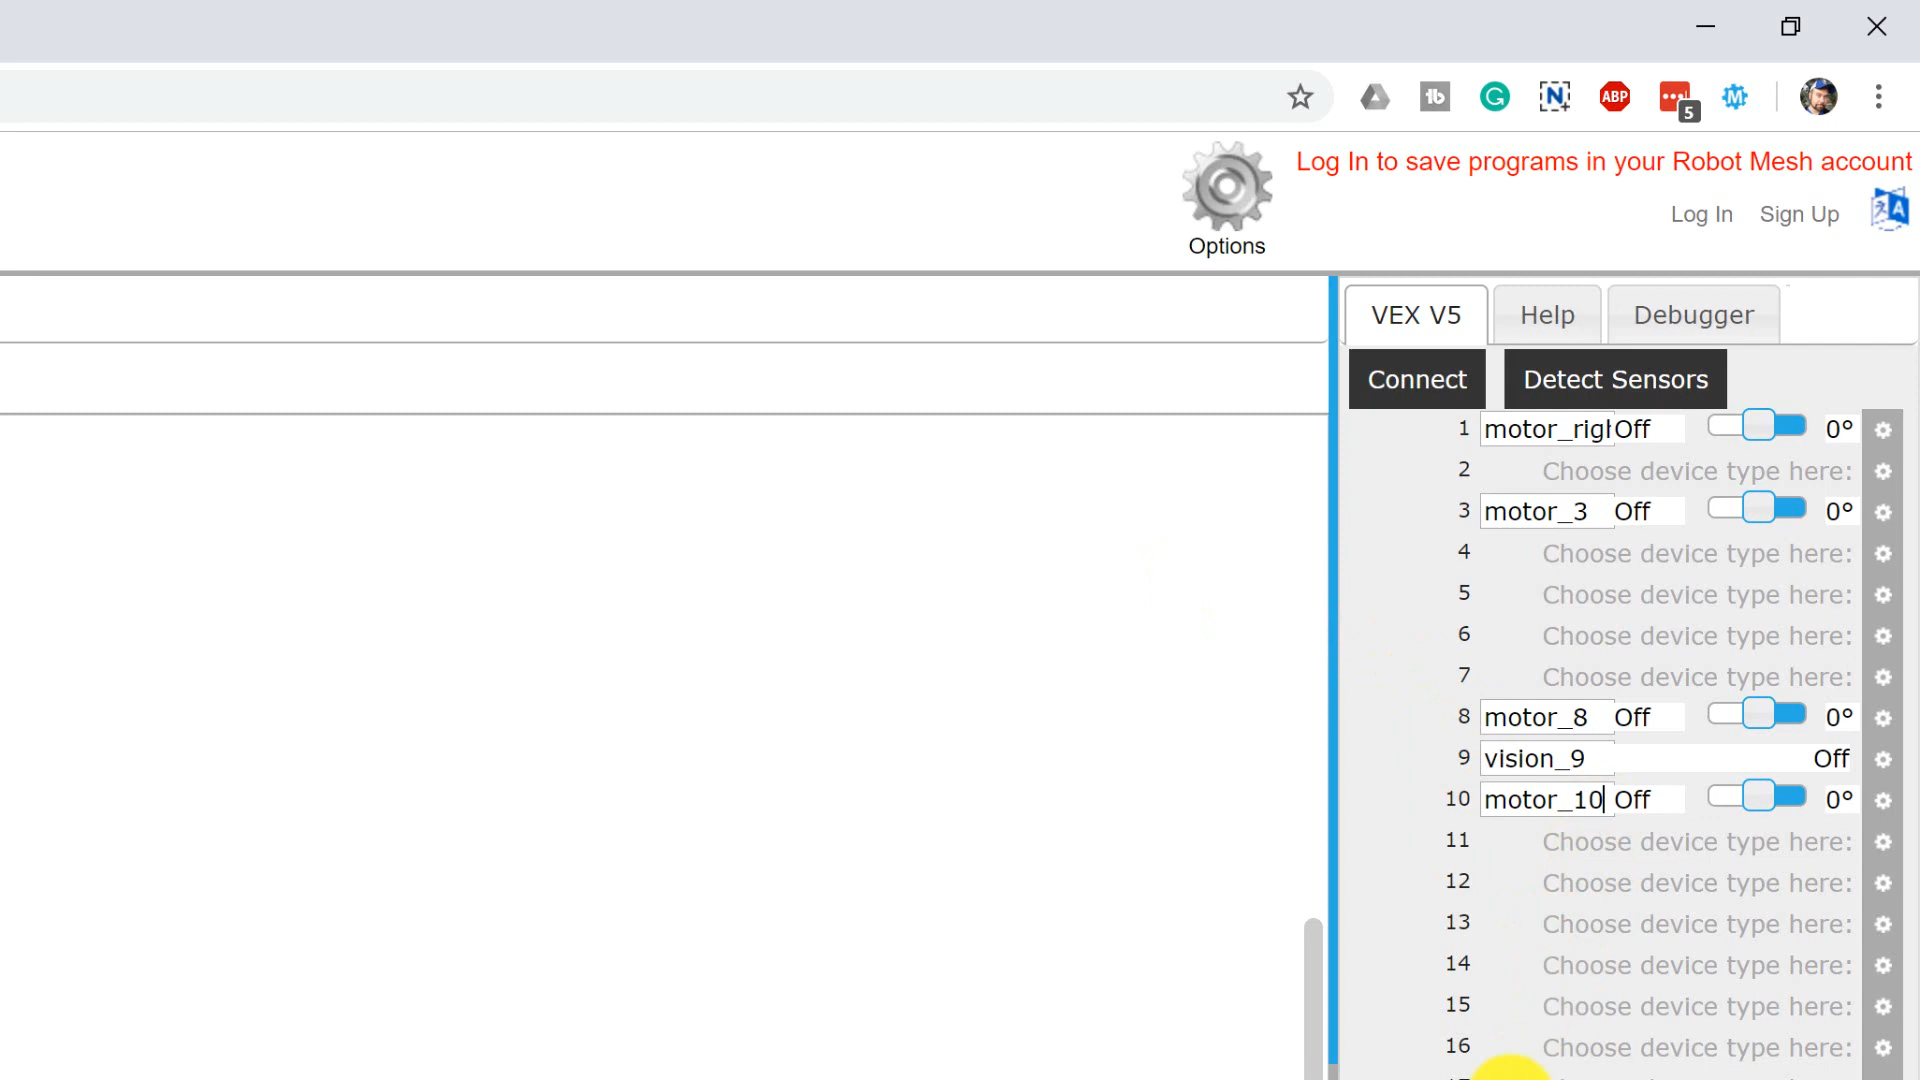 tb
G
N
ABP
5
M
Log In to save programs in your Robot Mesh account
Log In Sign Up
A
Options
VEX V5 Help Debugger
Connect Detect Sensors
1 motor_righ Off 0°
2 Choose device type here:
3 motor_3 Off 0°
4 Choose device type here:
5 Choose device type here:
6 Choose device type here:
7 Choose device type here:
8 motor_8 Off 0°
9 vision_9 Off
10 motor_10 Off 0°
11 Choose device type here:
12 Choose device type here:
13 Choose device type here:
14 Choose device type here:
15 Choose device type here:
16 Choose device type here: